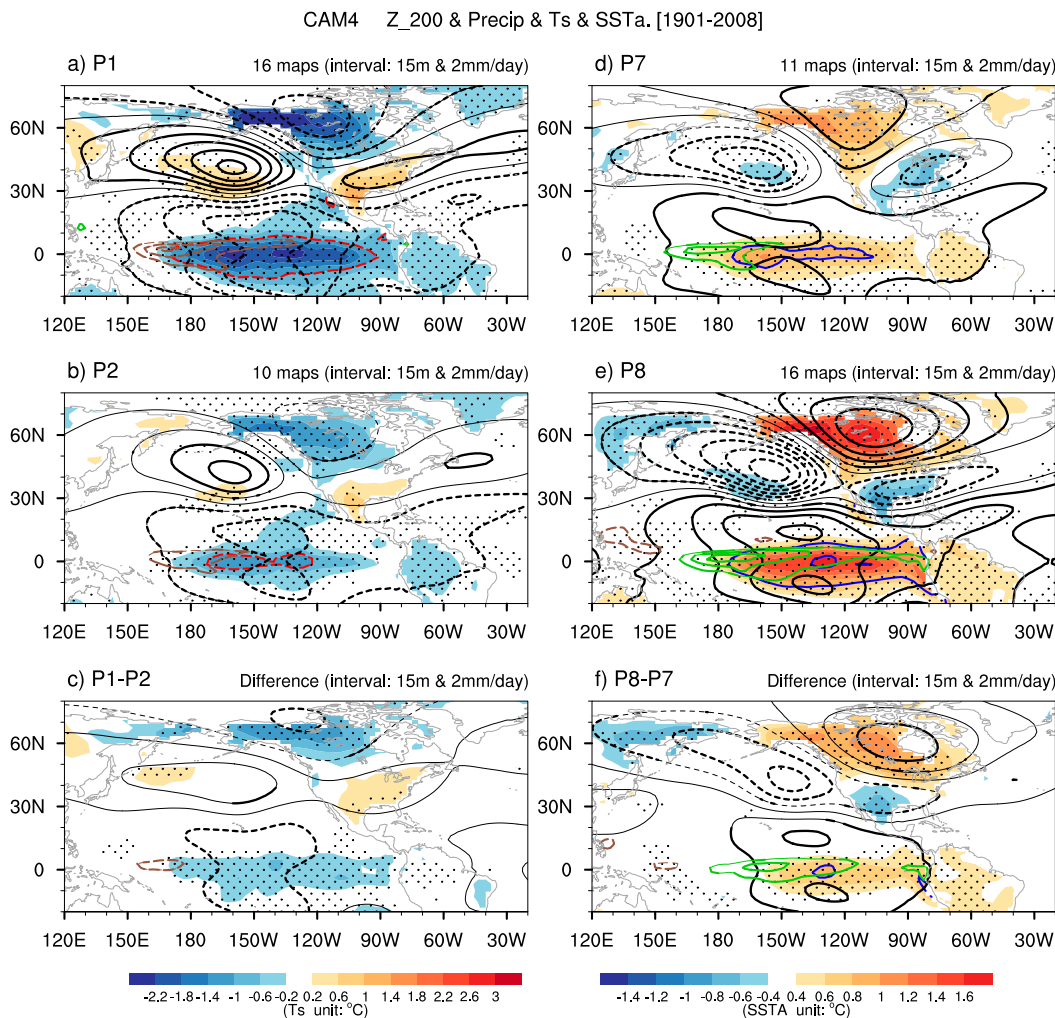 CAM4 Z_200 & Precip & Ts & SSTa. [1901-2008]
a) P1 16 maps (interval: 15m & 2mm/day)
60N
30N
0
120E 150E 180 150W 120W 90W 60W 30W
d) P7 11 maps (interval: 15m & 2mm/day)
60N
30N
0
120E 150E 180 150W 120W 90W 60W 30W
b) P2 10 maps (interval: 15m & 2mm/day)
60N
30N
0
120E 150E 180 150W 120W 90W 60W 30W
e) P8 16 maps (interval: 15m & 2mm/day)
60N
30N
0
120E 150E 180 150W 120W 90W 60W 30W
c) P1-P2 Difference (interval: 15m & 2mm/day)
60N
30N
0
120E 150E 180 150W 120W 90W 60W 30W
f) P8-P7 Difference (interval: 15m & 2mm/day)
60N
30N
0
120E 150E 180 150W 120W 90W 60W 30W
-2.2 -1.8 -1.4 -1 -0.6 -0.2 0.2 0.6 1 1.4 1.8 2.2 2.6 3
(Ts unit: °C)
-1.4 -1.2 -1 -0.8 -0.6 -0.4 0.4 0.6 0.8 1 1.2 1.4 1.6
(SSTA unit: °C)